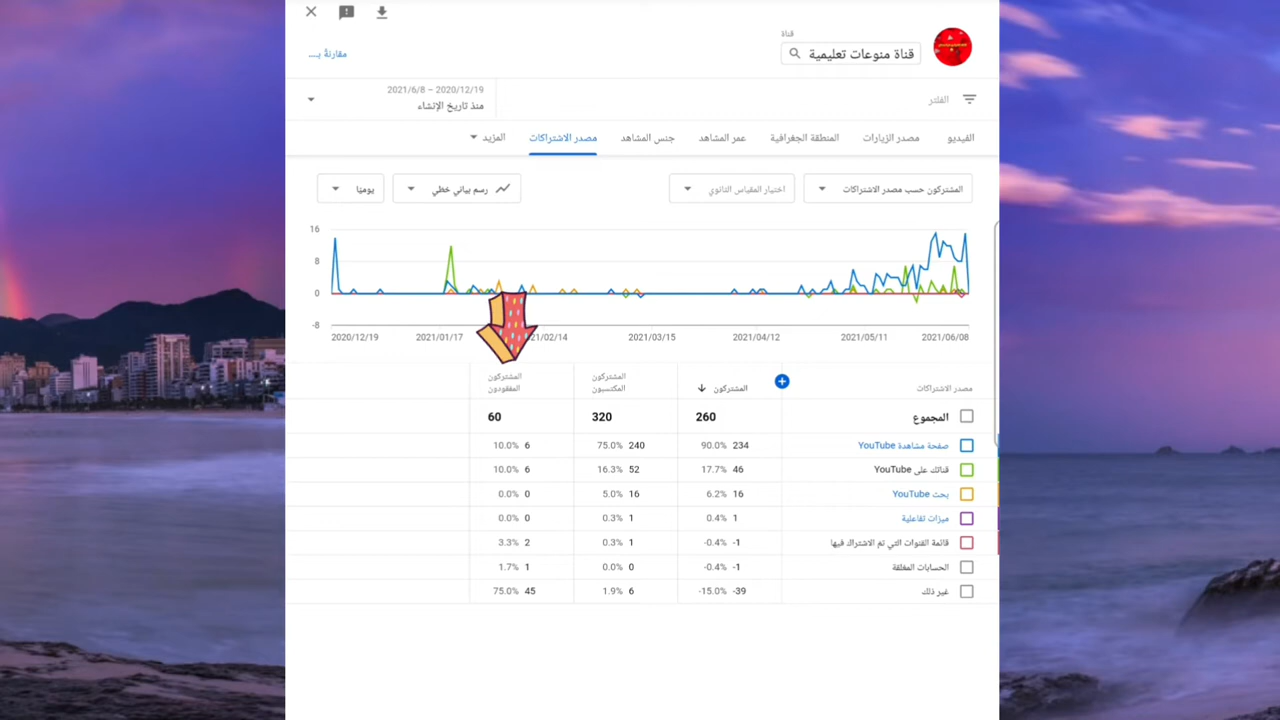 قناة
قناة منوعات تعليمية
مقارنةً بـ...
2021/6/8 – 2020/12/19
منذ تاريخ الإنشاء
الفلتر
الفيديو مصدر الزيارات المنطقة الجغرافية عمر المشاهد جنس المشاهد مصدر الاشتراكات المزيد
المشتركون حسب مصدر الاشتراكات اختيار المقياس الثانوي رسم بياني خطي يوميًا
16
8
0
-8
2020/12/19 2021/01/17 21/02/14 2021/03/15 2021/04/12 2021/05/11 2021/06/08
مصدر الاشتراكات المشتركون المشتركون المكتسبون المشتركون المفقودون
المجموع 260 320 60
صفحة مشاهدة YouTube 234 90.0% 240 75.0% 6 10.0%
قناتك على YouTube 46 17.7% 52 16.3% 6 10.0%
بحث YouTube 16 6.2% 16 5.0% 0 0.0%
ميزات تفاعلية 1 0.4% 1 0.3% 0 0.0%
قائمة القنوات التي تم الاشتراك فيها -1 -0.4% 1 0.3% 2 3.3%
الحسابات المغلقة -1 -0.4% 0 0.0% 1 1.7%
غير ذلك -39 -15.0% 6 1.9% 45 75.0%